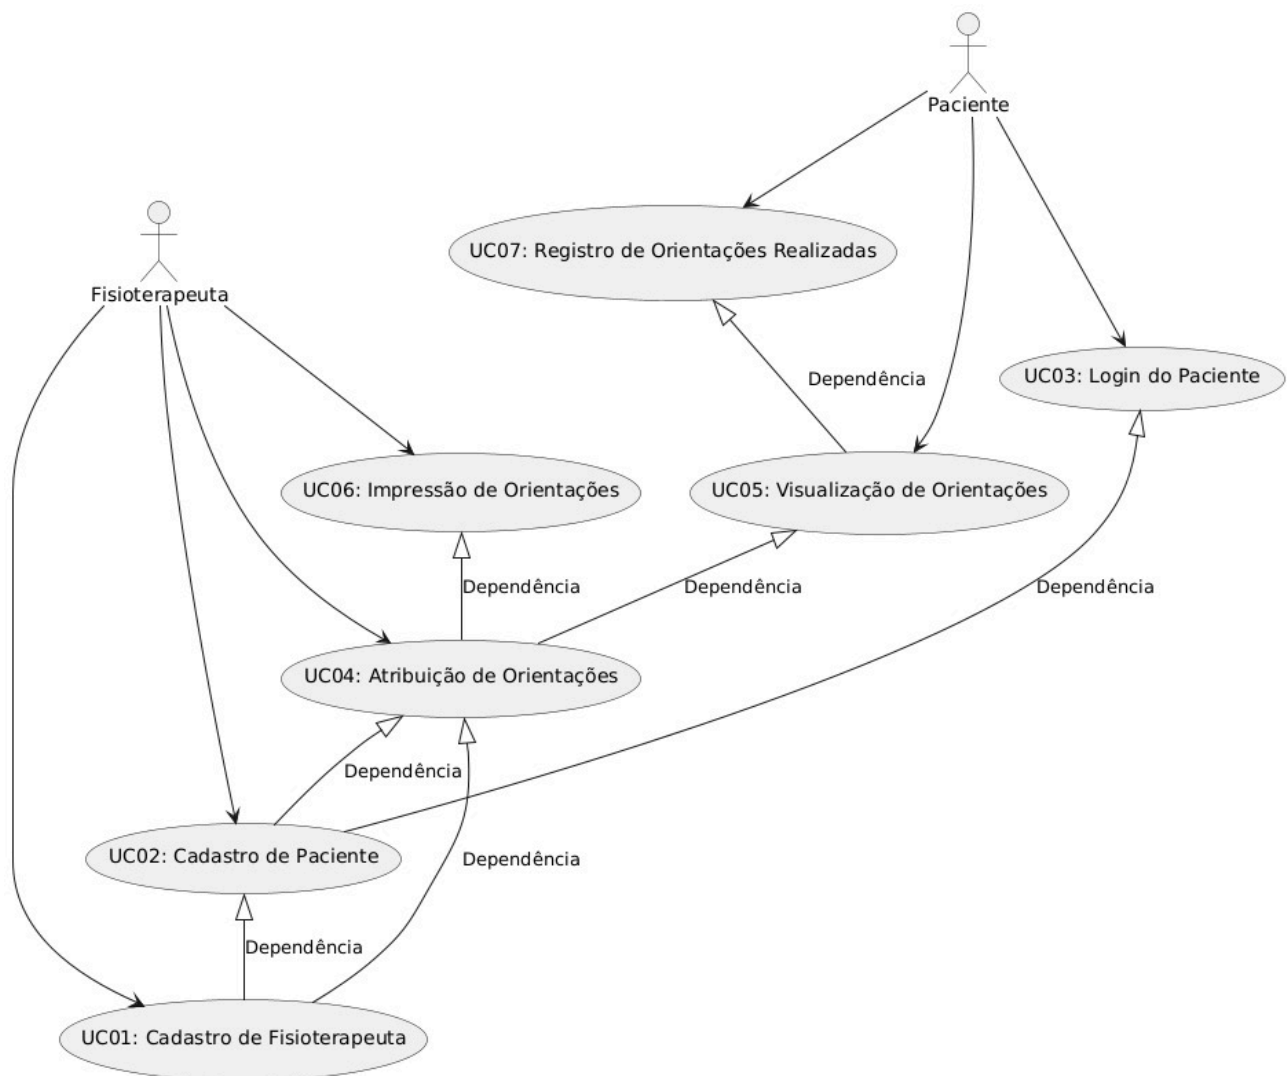 Paciente
UC07: Registro de Orientações Realizadas
Fisioterapeuta
Dependência
UC03: Login do Paciente
UC06: Impressão de Orientações
UC05: Visualização de Orientações
Dependência
Dependência
Dependência
UC04: Atribuição de Orientações
Dependência
UC02: Cadastro de Paciente
Dependência
Dependência
UC01: Cadastro de Fisioterapeuta